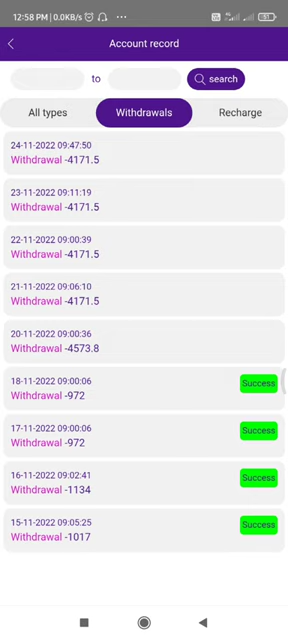 12:58 PM | 0.0KB/s
Account record
to
search
All types
Withdrawals
Recharge
24-11-2022 09:47:50
Withdrawal -4171.5
23-11-2022 09:11:19
Withdrawal -4171.5
22-11-2022 09:00:39
Withdrawal -4171.5
21-11-2022 09:06:10
Withdrawal -4171.5
20-11-2022 09:00:36
Withdrawal -4573.8
18-11-2022 09:00:06
Success
Withdrawal -972
17-11-2022 09:00:06
Success
Withdrawal -972
16-11-2022 09:02:41
Success
Withdrawal -1134
15-11-2022 09:05:25
Success
Withdrawal -1017